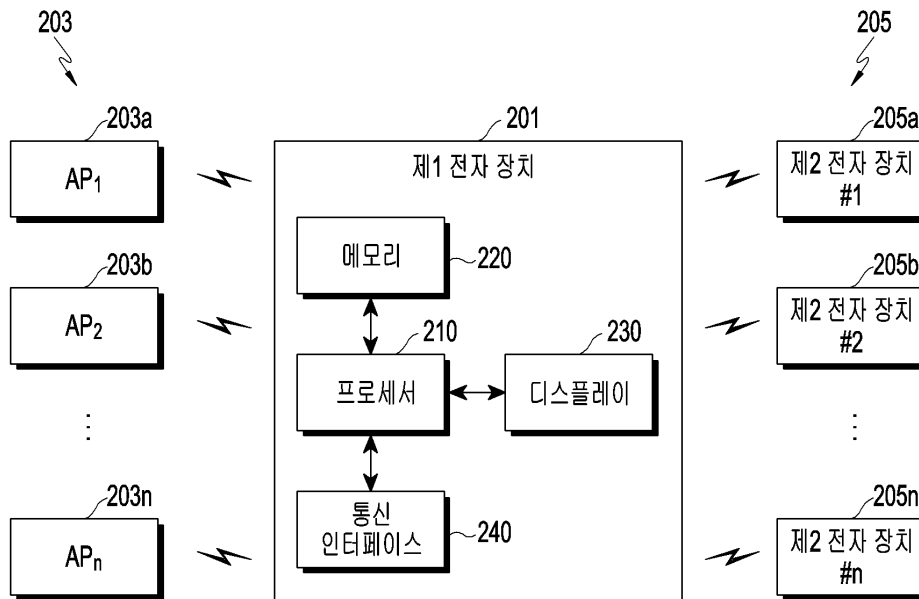 203
205
203a
201
205a
AP₁
제1 전자 장치
제2 전자 장치
#1
메모리
220
203b
205b
AP₂
제2 전자 장치
#2
210
230
프로세서
디스플레이
⋮
⋮
203n
205n
APₙ
통신
인터페이스
240
제2 전자 장치
#n